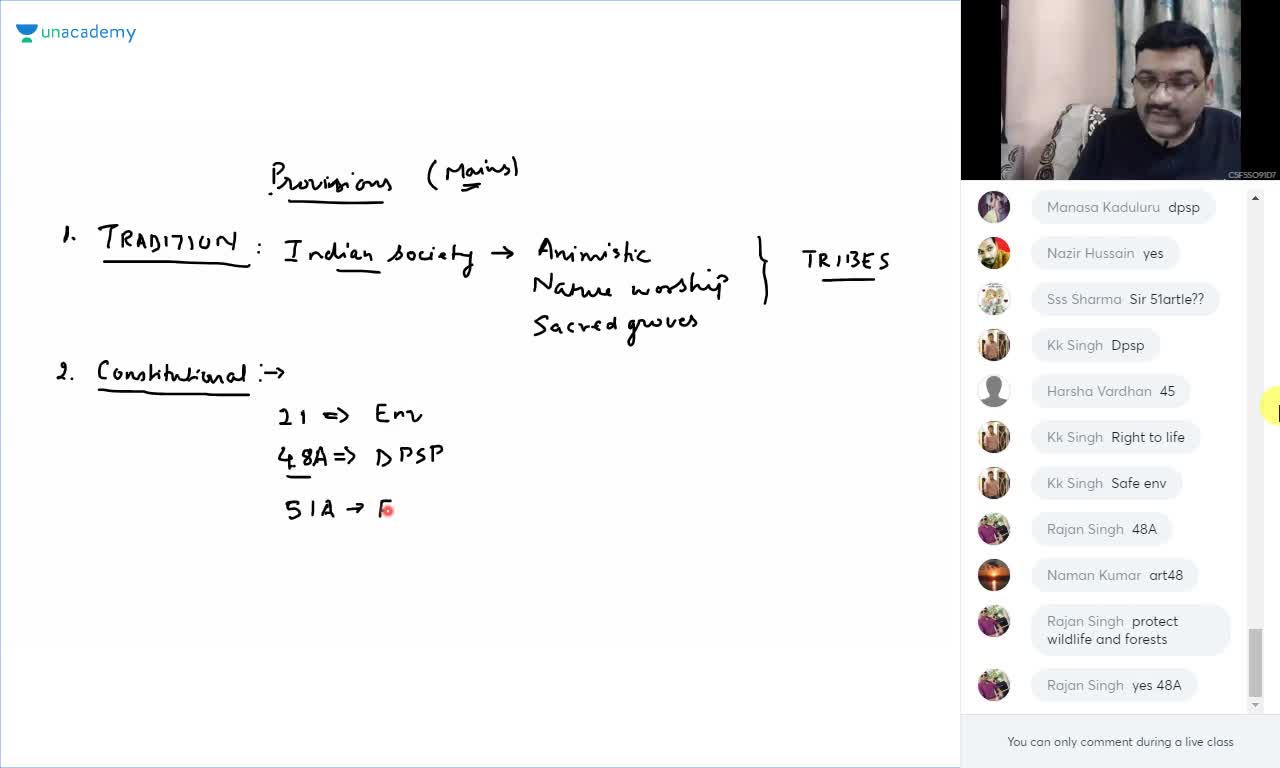 unacademy
Provisions (Mains)
1. TRADITION : Indian society → Animistic
Nature worship
Sacred groves
TRIBES
2. Constitutional :→
21 => Env
48A => DPSP
51A → F
CSFSSO91D7
Manasa Kaduluru dpsp
Nazir Hussain yes
Sss Sharma Sir 51artle??
Kk Singh Dpsp
Harsha Vardhan 45
Kk Singh Right to life
Kk Singh Safe env
Rajan Singh 48A
Naman Kumar art48
Rajan Singh protect
wildlife and forests
Rajan Singh yes 48A
You can only comment during a live class